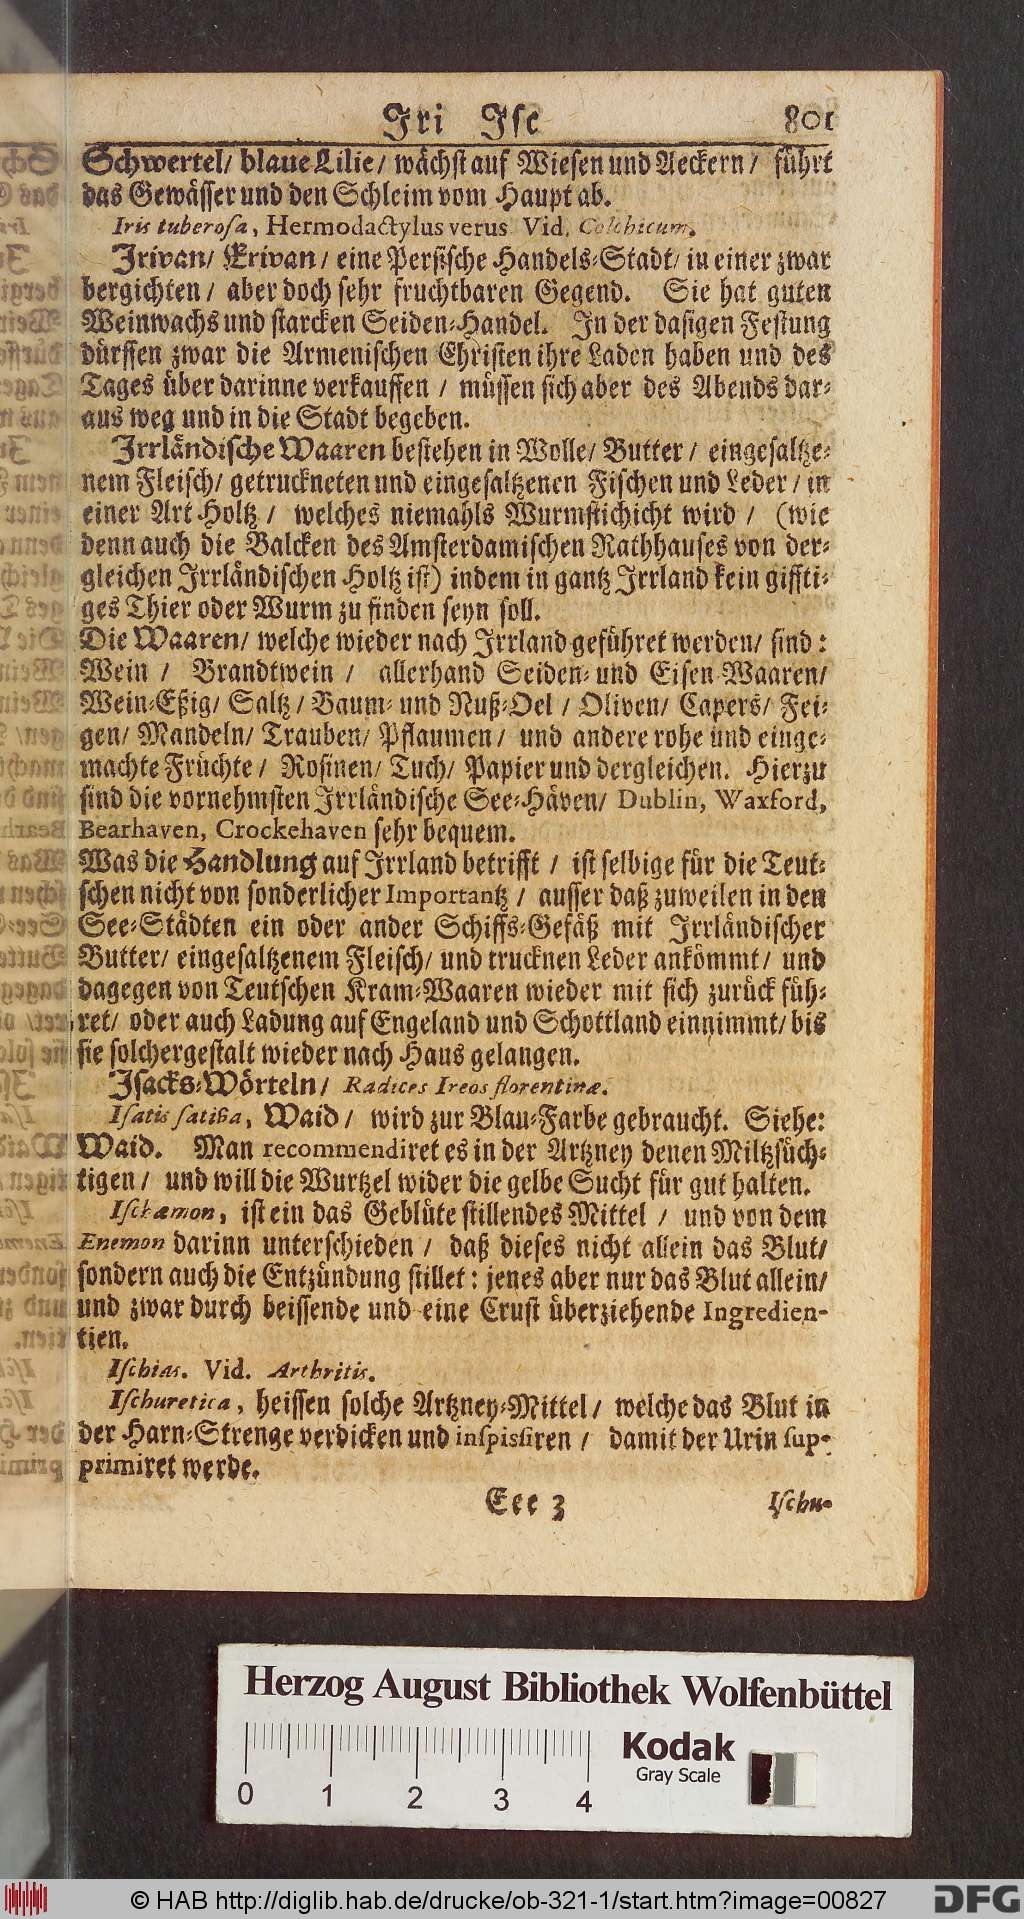 Iri Isc 801
Schwertel/ blaue Lilie/ wächst auf Wiesen und Aeckern/ führt
das Gewässer und den Schleim vom Haupt ab.
Iris tuberosa, Hermodactylus verus Vid. Colchicum.
Irivan/ Erivan/ eine Persische Handels-Stadt/ in einer zwar
bergichten/ aber doch sehr fruchtbaren Gegend. Sie hat guten
Weinwachs und starcken Seiden-Handel. In der dasigen Festung
dürffen zwar die Armenischen Christen ihre Laden haben und des
Tages über darinne verkauffen/ müssen sich aber des Abends dar-
aus weg und in die Stadt begeben.
Irrländische Waaren bestehen in Wolle/ Butter/ eingesaltze-
nem Fleisch/ getruckneten und eingesaltzenen Fischen und Leder/ in
einer Art Holtz/ welches niemahls Wurmstichicht wird/ (wie
denn auch die Balcken des Amsterdamischen Rathhauses von der-
gleichen Irrländischen Holtz ist) indem in gantz Irrland kein giffti-
ges Thier oder Wurm zu finden seyn soll.
Die Waaren/ welche wieder nach Irrland geführet werden/ sind:
Wein/ Brandtwein/ allerhand Seiden- und Eisen-Waaren/
Wein-Eßig/ Saltz/ Baum- und Nuß-Oel/ Oliven/ Capers/ Fei-
gen/ Mandeln/ Trauben/ Pflaumen/ und andere rohe und einge-
machte Früchte/ Rosinen/ Tuch/ Papier und dergleichen. Hierzu
sind die vornehmsten Irrländische See-Häven/ Dublin, Waxford,
Bearhaven, Crockehaven sehr bequem.
Was die Handlung auf Irrland betrifft/ ist selbige für die Teut-
schen nicht von sonderlicher Importantz/ ausser daß zuweilen in den
See-Städten ein oder ander Schiffs-Gefäß mit Irrländischer
Butter/ eingesaltzenem Fleisch/ und trucknen Leder ankömmt/ und
dagegen von Teutschen Kram-Waaren wieder mit sich zurück füh-
ret/ oder auch Ladung auf Engeland und Schottland einnimmt/ bis
sie solchergestalt wieder nach Haus gelangen.
Isacks-Wörteln/ Radices Ireos florentinæ.
Isatis sativa, Waid/ wird zur Blau-Farbe gebraucht. Siehe:
Waid. Man recommendiret es in der Artzney denen Miltzsüch-
tigen/ und will die Wurtzel wider die gelbe Sucht für gut halten.
Ischæmon, ist ein das Geblüte stillendes Mittel/ und von dem
Enemon darinn unterschieden/ daß dieses nicht allein das Blut/
sondern auch die Entzündung stillet: jenes aber nur das Blut allein/
und zwar durch beissende und eine Crust überziehende Ingredien-
tien.
Ischias. Vid. Arthritis.
Ischuretica, heissen solche Artzney-Mittel/ welche das Blut in
der Harn-Strenge verdicken und inspissiren/ damit der Urin sup-
primiret werde.
Eee 3 Ischu-
Herzog August Bibliothek Wolfenbüttel
0 1 2 3 4
Kodak
Gray Scale
© HAB http://diglib.hab.de/drucke/ob-321-1/start.htm?image=00827
DFG